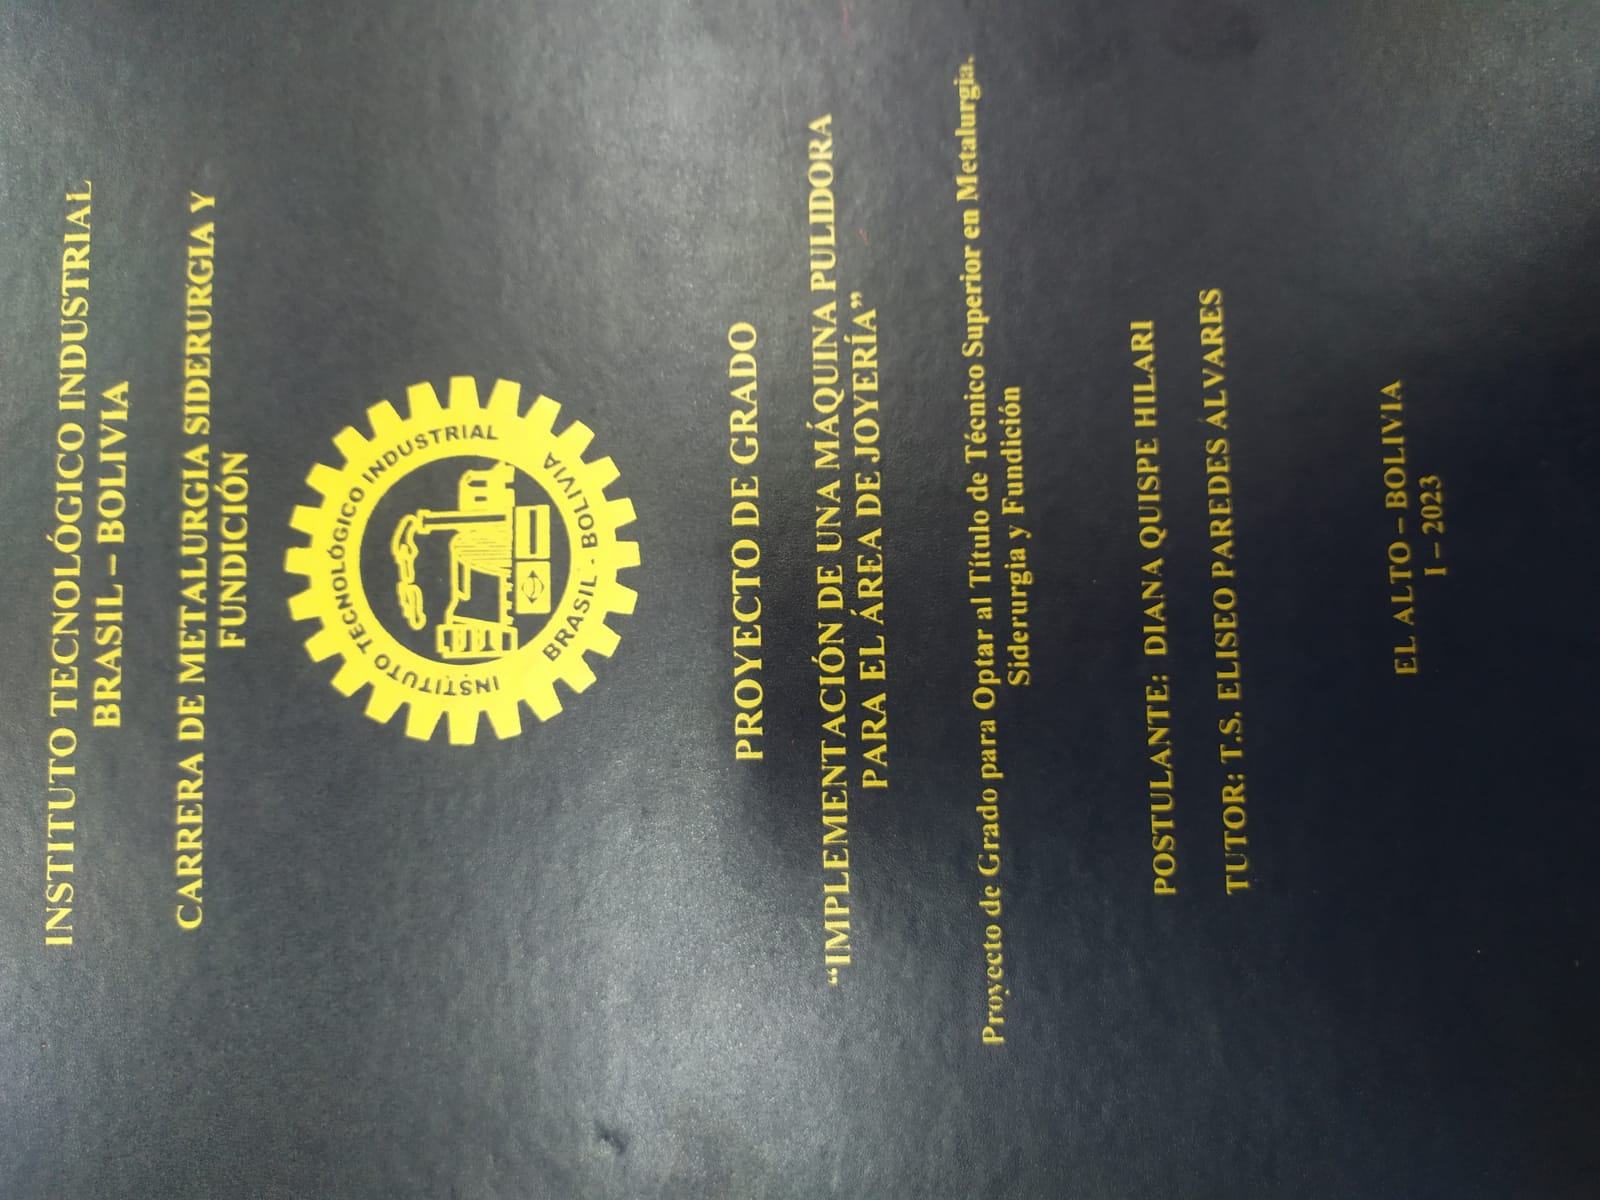 INSTITUTO TECNOLÓGICO INDUSTRIAL
BRASIL – BOLIVIA
CARRERA DE METALURGIA SIDERURGIA Y
FUNDICIÓN
INSTITUTO TECNOLÓGICO INDUSTRIAL
BRASIL - BOLIVIA
PROYECTO DE GRADO
“IMPLEMENTACIÓN DE UNA MÁQUINA PULIDORA
PARA EL ÁREA DE JOYERÍA”
Proyecto de Grado para Optar al Título de Técnico Superior en Metalurgia.
Siderurgia y Fundición
POSTULANTE: DIANA QUISPE HILARI
TUTOR: T.S. ELISEO PAREDES ÁLVARES
EL ALTO – BOLIVIA
I – 2023